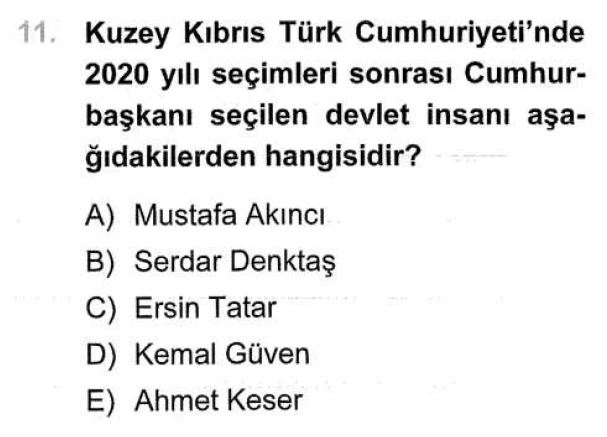 11. Kuzey Kıbrıs Türk Cumhuriyeti’nde
2020 yılı seçimleri sonrası Cumhur-
başkanı seçilen devlet insanı aşa-
ğıdakilerden hangisidir?
A) Mustafa Akıncı
B) Serdar Denktaş
C) Ersin Tatar
D) Kemal Güven
E) Ahmet Keser